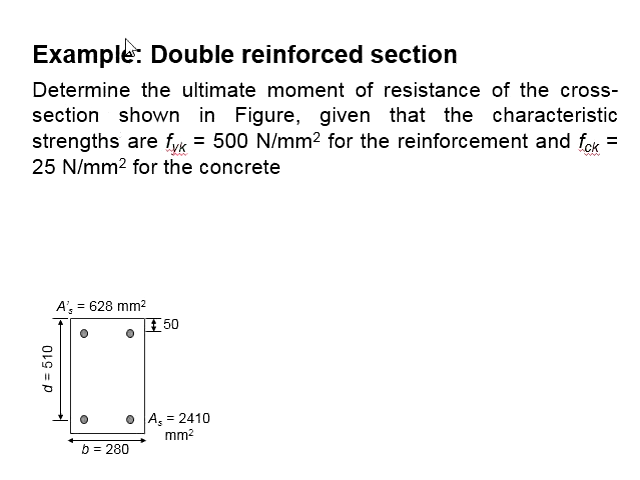 Example: Double reinforced section
Determine the ultimate moment of resistance of the cross-
section shown in Figure, given that the characteristic
strengths are fyk = 500 N/mm² for the reinforcement and fck =
25 N/mm² for the concrete
A's = 628 mm²
50
d = 510
As = 2410
mm²
b = 280